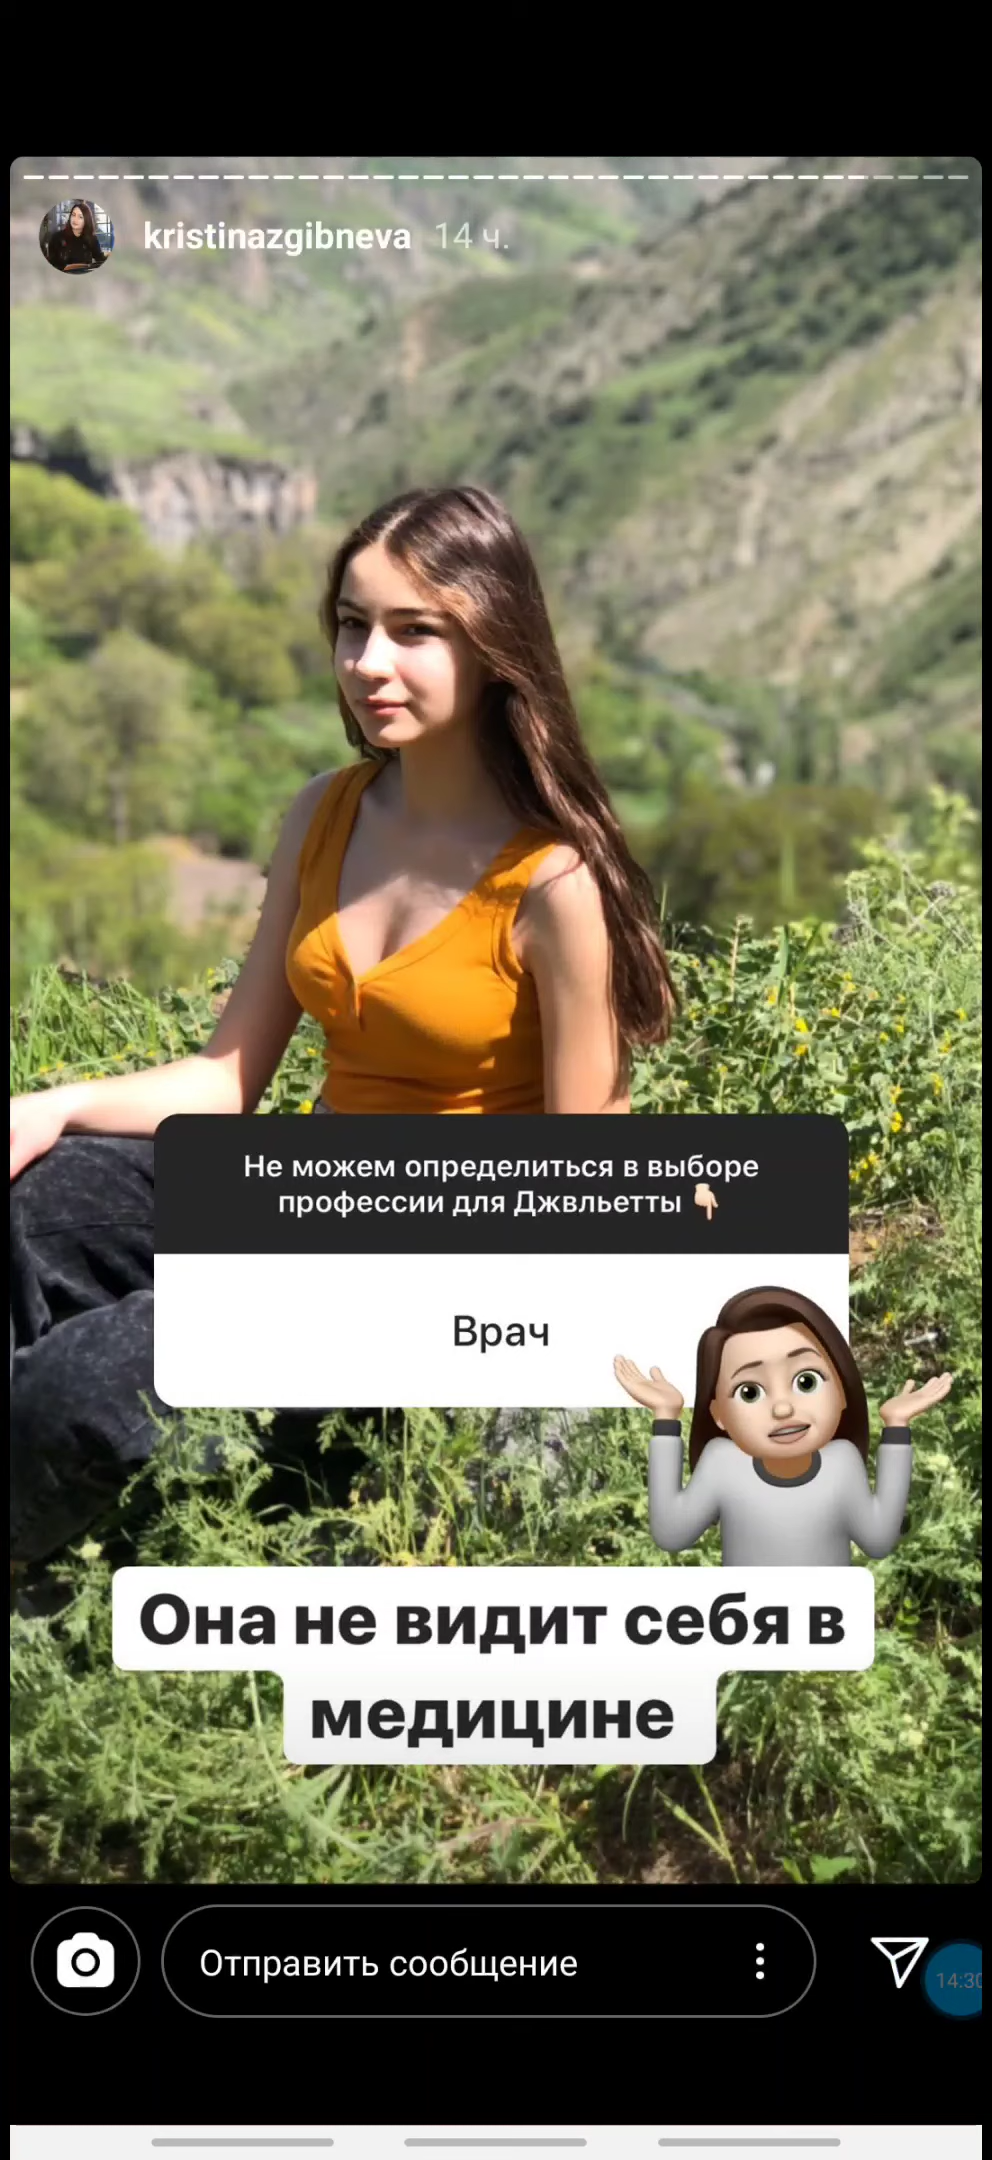 kristinazgibneva 14 ч.
Не можем определиться в выборе
профессии для Джвльетты 👇🏻
Врач
Она не видит себя в
медицине
Отправить сообщение
14:30